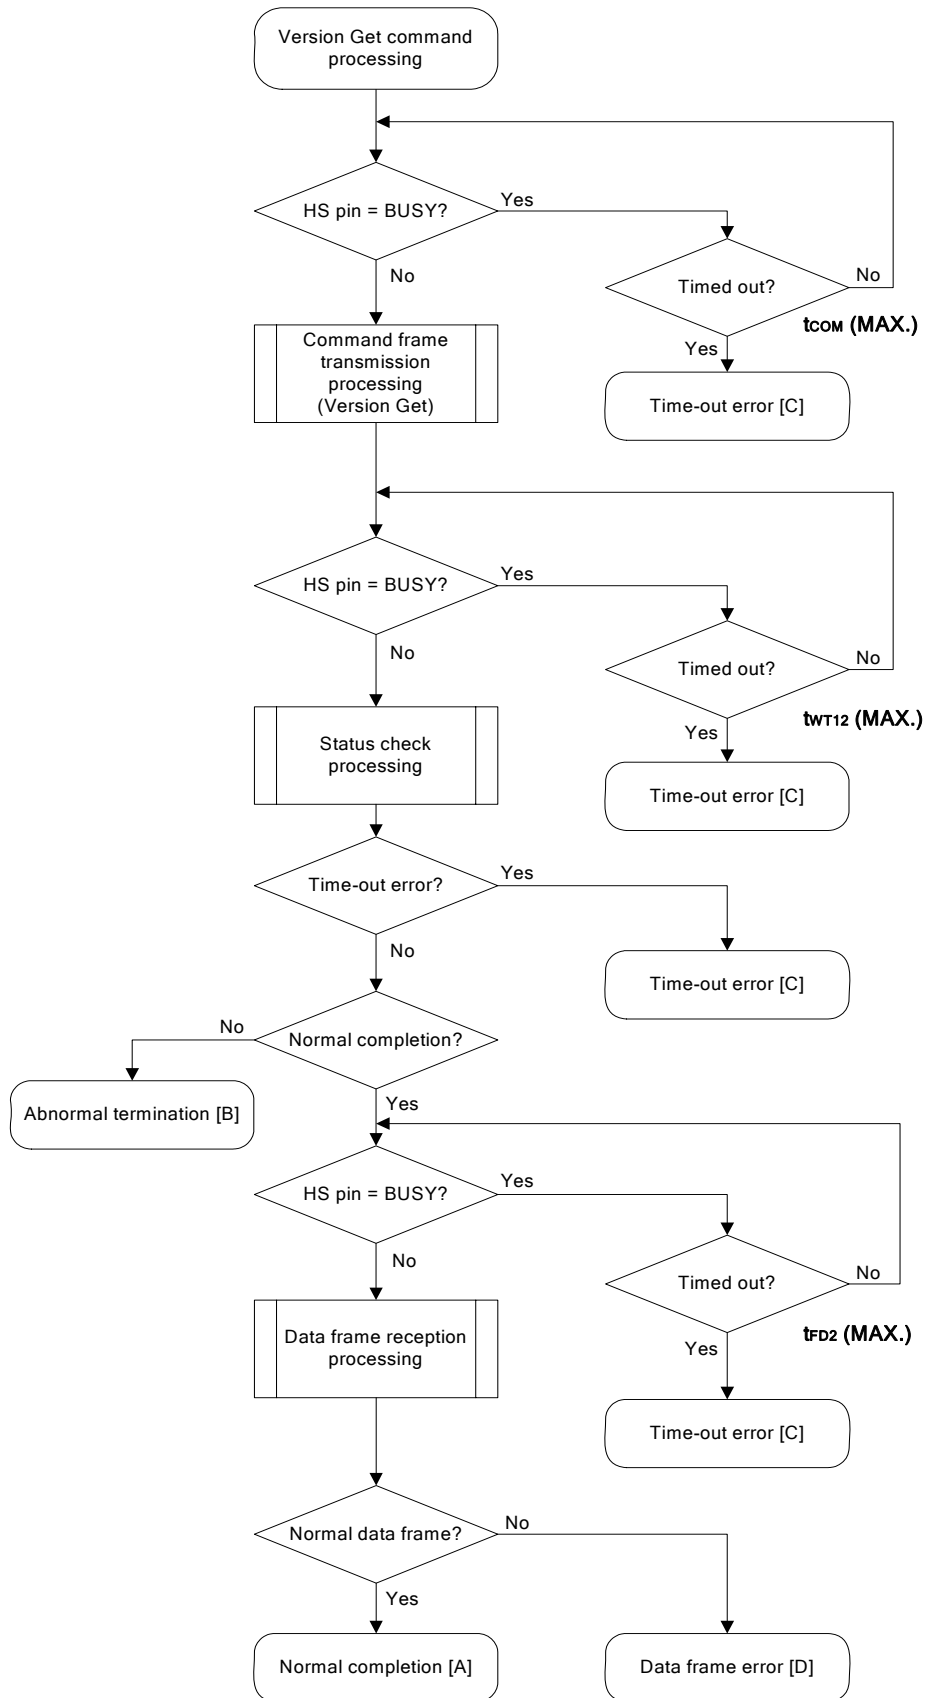 Version Get command
processing
HS pin = BUSY?
Yes
No
Timed out?
No
tCOM (MAX.)
Yes
Time-out error [C]
Command frame
transmission
processing
(Version Get)
HS pin = BUSY?
Yes
No
Timed out?
No
tWT12 (MAX.)
Yes
Time-out error [C]
Status check
processing
Time-out error?
Yes
No
Time-out error [C]
Normal completion?
No
Abnormal termination [B]
Yes
HS pin = BUSY?
Yes
No
Timed out?
No
tFD2 (MAX.)
Yes
Time-out error [C]
Data frame reception
processing
Normal data frame?
No
Yes
Normal completion [A]
Data frame error [D]